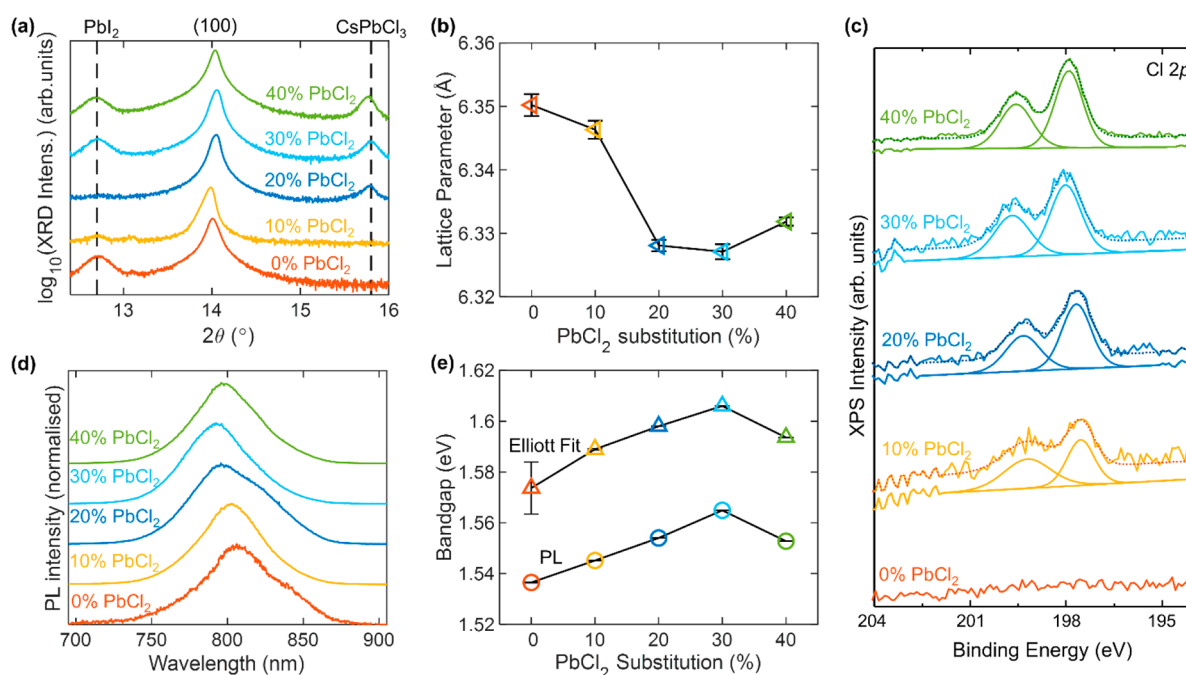 (a)
PbI₂
(100)
CsPbCl₃
log₁₀(XRD Intens.) (arb.units)
40% PbCl₂
30% PbCl₂
20% PbCl₂
10% PbCl₂
0% PbCl₂
13 14 15 16
2θ (°)
(b)
Lattice Parameter (Å)
6.36
6.35
6.34
6.33
6.32
0 10 20 30 40
PbCl₂ substitution (%)
(c)
Cl 2p
XPS Intensity (arb. units)
40% PbCl₂
30% PbCl₂
20% PbCl₂
10% PbCl₂
0% PbCl₂
204 201 198 195
Binding Energy (eV)
(d)
PL intensity (normalised)
40% PbCl₂
30% PbCl₂
20% PbCl₂
10% PbCl₂
0% PbCl₂
700 750 800 850 900
Wavelength (nm)
(e)
Bandgap (eV)
1.62
1.6
1.58
1.56
1.54
1.52
Elliott Fit
PL
0 10 20 30 40
PbCl₂ Substitution (%)